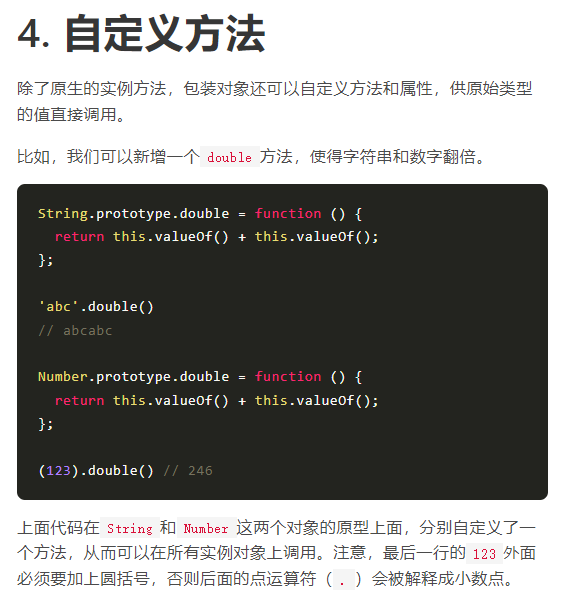 4. 自定义方法
除了原生的实例方法，包装对象还可以自定义方法和属性，供原始类型
的值直接调用。
比如，我们可以新增一个 double 方法，使得字符串和数字翻倍。
String.prototype.double = function () {
  return this.valueOf() + this.valueOf();
};
'abc'.double()
// abcabc
Number.prototype.double = function () {
  return this.valueOf() + this.valueOf();
};
(123).double() // 246
上面代码在 String 和 Number 这两个对象的原型上面，分别自定义了一
个方法，从而可以在所有实例对象上调用。注意，最后一行的 123 外面
必须要加上圆括号，否则后面的点运算符（ . ）会被解释成小数点。